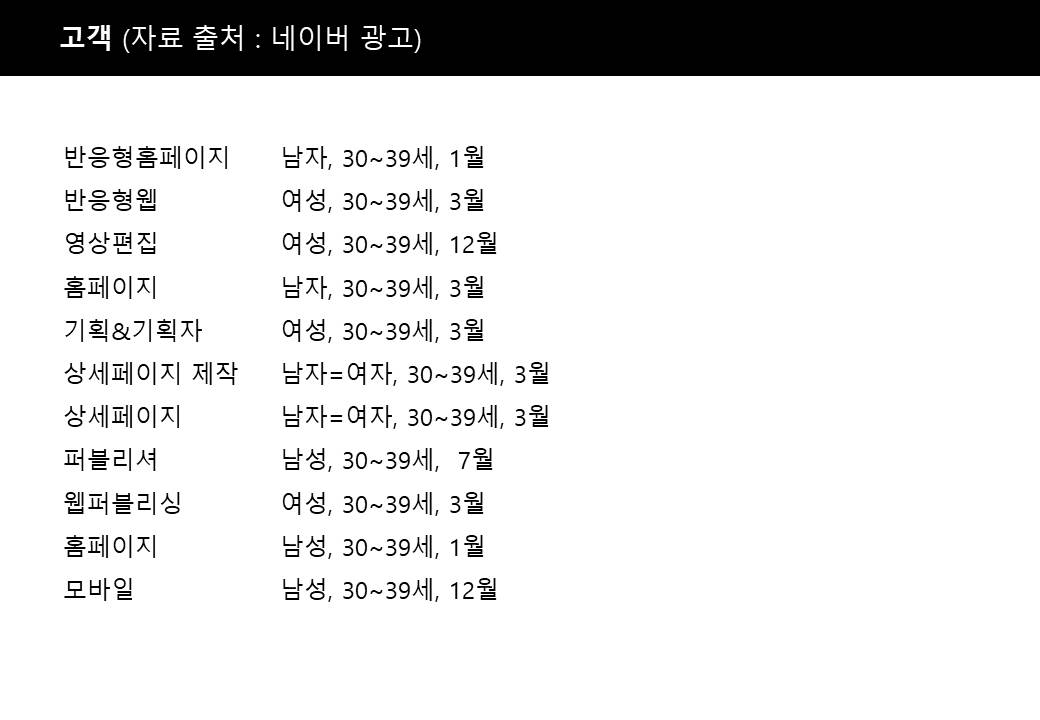 고객 (자료 출처 : 네이버 광고)
반응형홈페이지 남자, 30~39세, 1월
반응형웹 여성, 30~39세, 3월
영상편집 여성, 30~39세, 12월
홈페이지 남자, 30~39세, 3월
기획&기획자 여성, 30~39세, 3월
상세페이지 제작 남자=여자, 30~39세, 3월
상세페이지 남자=여자, 30~39세, 3월
퍼블리셔 남성, 30~39세, 7월
웹퍼블리싱 여성, 30~39세, 3월
홈페이지 남성, 30~39세, 1월
모바일 남성, 30~39세, 12월